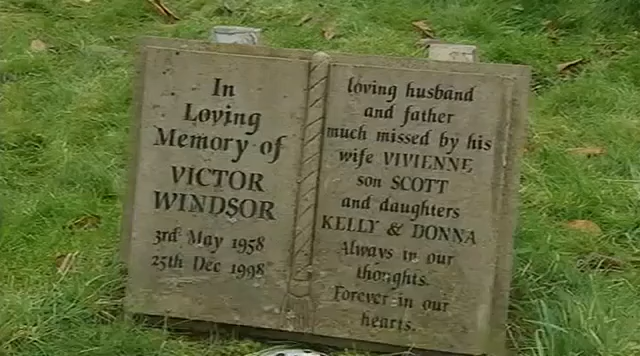 In
Loving
Memory of
VICTOR
WINDSOR
3rd May 1958
25th Dec 1998
loving husband
and father
much missed by his
wife VIVIENNE
son SCOTT
and daughters
KELLY & DONNA
Always in our
thoughts.
Forever in our
hearts.